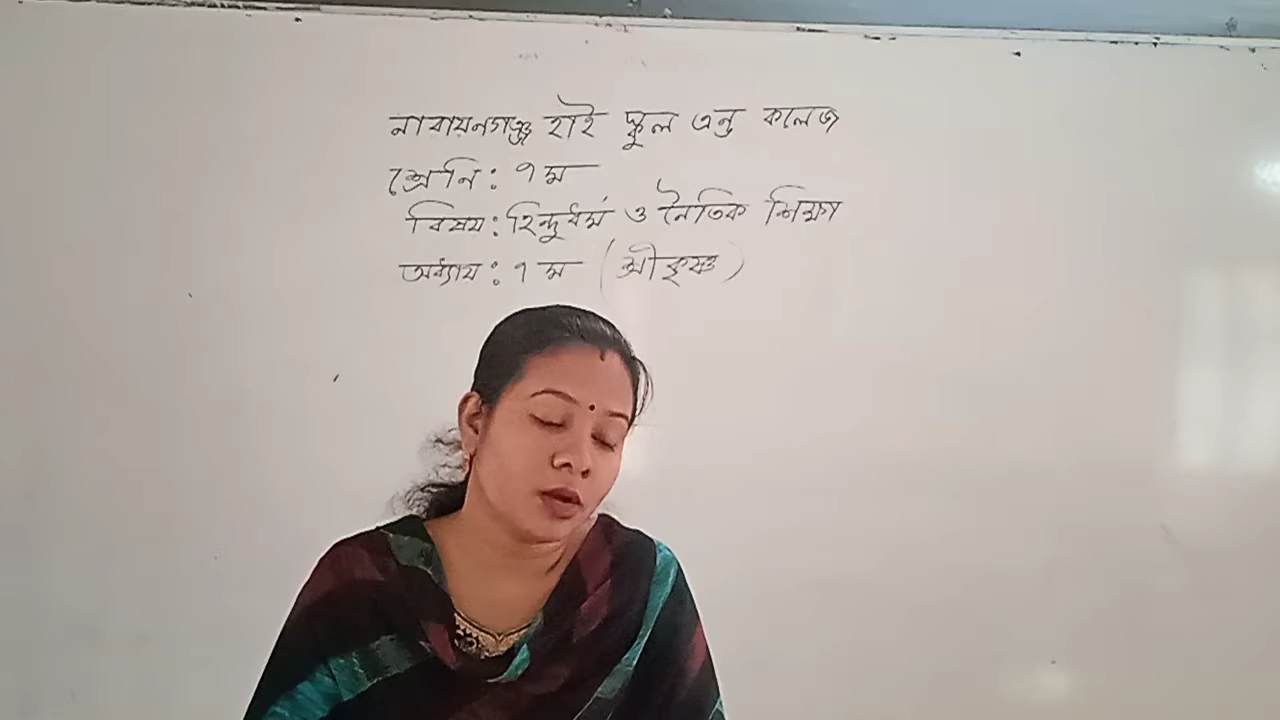 নারায়নগঞ্জ হাই স্কুল এন্ড কলেজ
শ্রেনি: ৭ম
বিষয়: হিন্দুধর্ম ও নৈতিক শিক্ষা
অধ্যায়: ৭ম (শ্রীকৃষ্ণ)